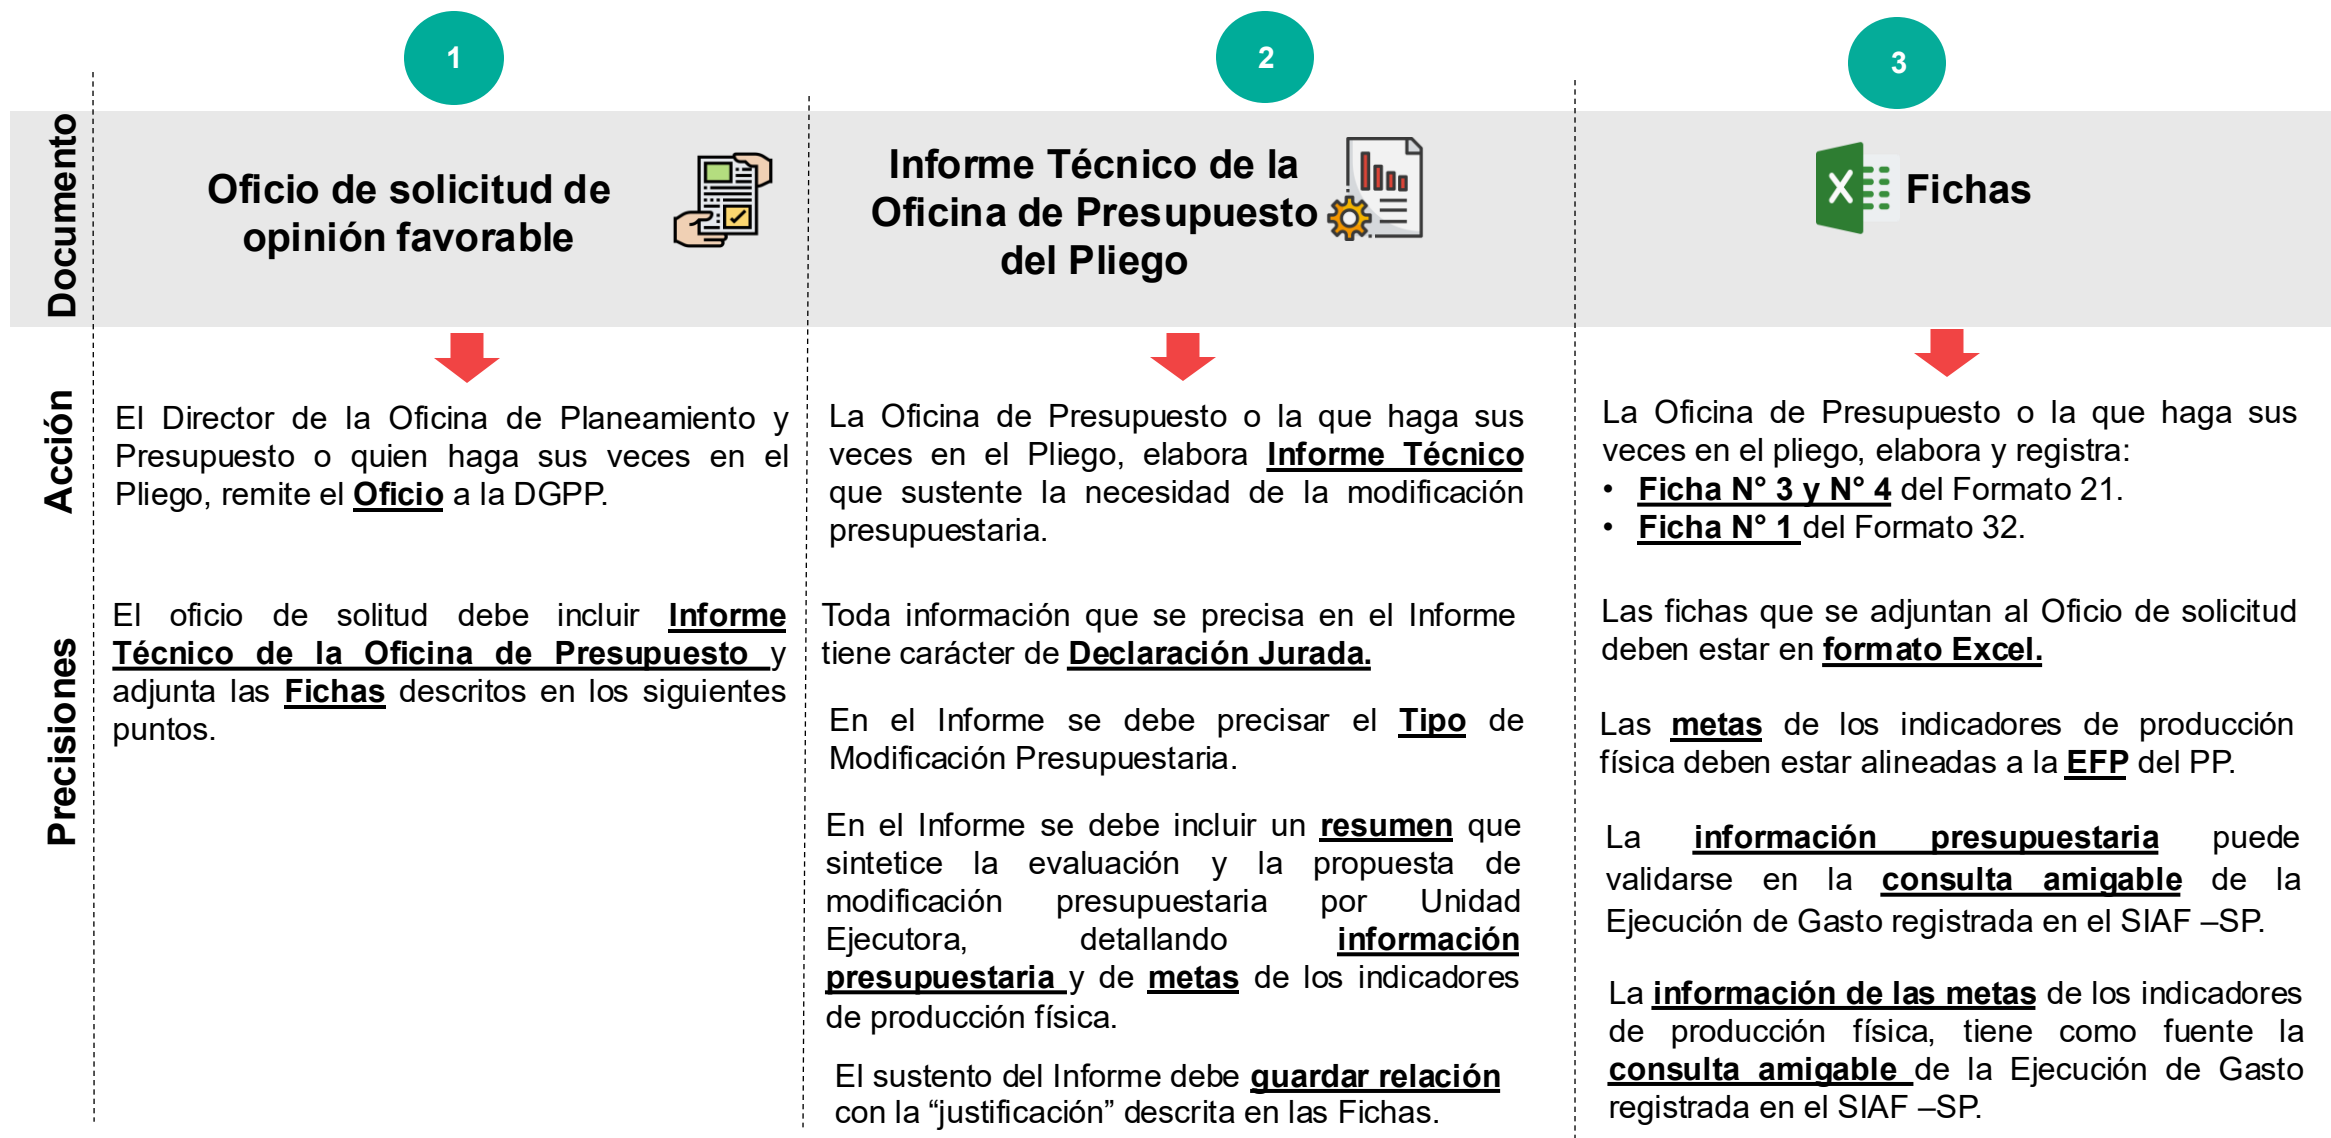 1
2
3
Documento
Oficio de solicitud de
opinión favorable
Informe Técnico de la
Oficina de Presupuesto
del Pliego
X
Fichas
Acción
El Director de la Oficina de Planeamiento y
Presupuesto o quien haga sus veces en el
Pliego, remite el Oficio a la DGPP.
La Oficina de Presupuesto o la que haga sus
veces en el Pliego, elabora Informe Técnico
que sustente la necesidad de la modificación
presupuestaria.
La Oficina de Presupuesto o la que haga sus
veces en el pliego, elabora y registra:
• Ficha N° 3 y N° 4 del Formato 21.
• Ficha N° 1 del Formato 32.
Precisiones
El oficio de solitud debe incluir Informe
Técnico de la Oficina de Presupuesto y
adjunta las Fichas descritos en los siguientes
puntos.
Toda información que se precisa en el Informe
tiene carácter de Declaración Jurada.
En el Informe se debe precisar el Tipo de
Modificación Presupuestaria.
En el Informe se debe incluir un resumen que
sintetice la evaluación y la propuesta de
modificación presupuestaria por Unidad
Ejecutora, detallando información
presupuestaria y de metas de los indicadores
de producción física.
El sustento del Informe debe guardar relación
con la “justificación” descrita en las Fichas.
Las fichas que se adjuntan al Oficio de solicitud
deben estar en formato Excel.
Las metas de los indicadores de producción
física deben estar alineadas a la EFP del PP.
La información presupuestaria puede
validarse en la consulta amigable de la
Ejecución de Gasto registrada en el SIAF –SP.
La información de las metas de los indicadores
de producción física, tiene como fuente la
consulta amigable de la Ejecución de Gasto
registrada en el SIAF –SP.